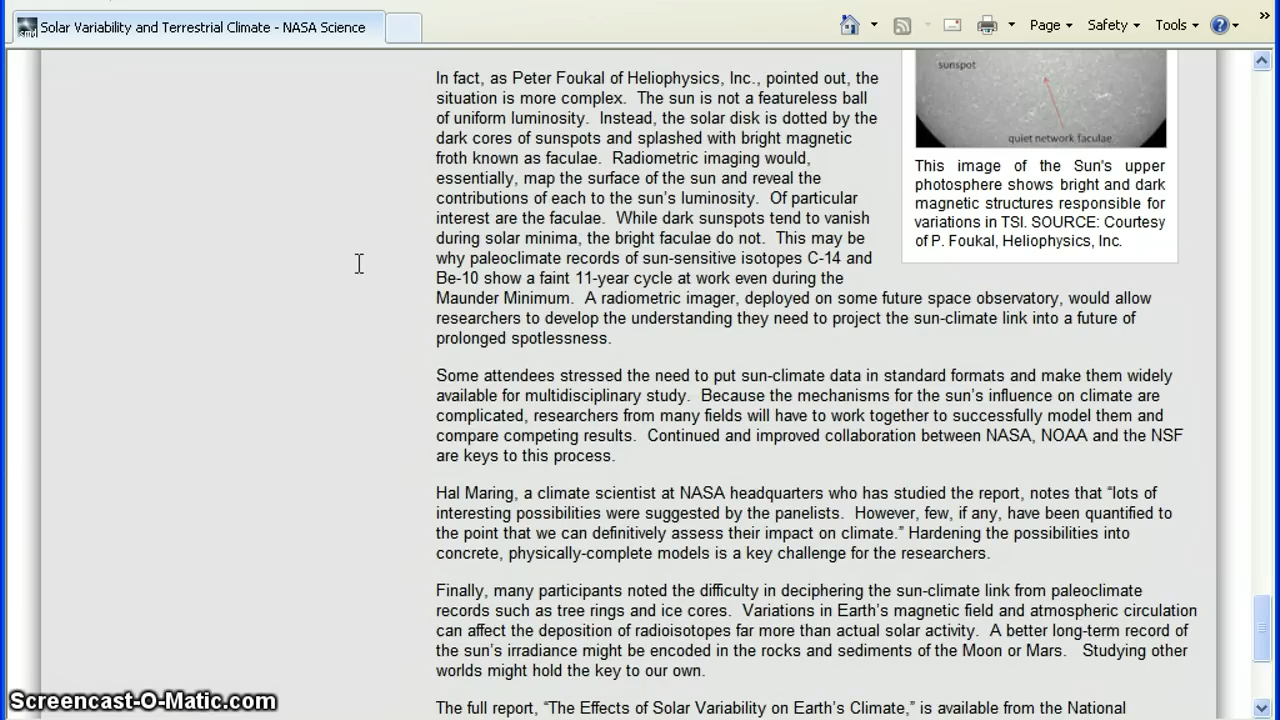 Solar Variability and Terrestrial Climate - NASA Science
Page
Safety
Tools
sunspot
quiet network faculae
This image of the Sun's upper
photosphere shows bright and dark
magnetic structures responsible for
variations in TSI. SOURCE: Courtesy
of P. Foukal, Heliophysics, Inc.
In fact, as Peter Foukal of Heliophysics, Inc., pointed out, the
situation is more complex. The sun is not a featureless ball
of uniform luminosity. Instead, the solar disk is dotted by the
dark cores of sunspots and splashed with bright magnetic
froth known as faculae. Radiometric imaging would,
essentially, map the surface of the sun and reveal the
contributions of each to the sun’s luminosity. Of particular
interest are the faculae. While dark sunspots tend to vanish
during solar minima, the bright faculae do not. This may be
why paleoclimate records of sun-sensitive isotopes C-14 and
Be-10 show a faint 11-year cycle at work even during the
Maunder Minimum. A radiometric imager, deployed on some future space observatory, would allow
researchers to develop the understanding they need to project the sun-climate link into a future of
prolonged spotlessness.
Some attendees stressed the need to put sun-climate data in standard formats and make them widely
available for multidisciplinary study. Because the mechanisms for the sun’s influence on climate are
complicated, researchers from many fields will have to work together to successfully model them and
compare competing results. Continued and improved collaboration between NASA, NOAA and the NSF
are keys to this process.
Hal Maring, a climate scientist at NASA headquarters who has studied the report, notes that “lots of
interesting possibilities were suggested by the panelists. However, few, if any, have been quantified to
the point that we can definitively assess their impact on climate.” Hardening the possibilities into
concrete, physically-complete models is a key challenge for the researchers.
Finally, many participants noted the difficulty in deciphering the sun-climate link from paleoclimate
records such as tree rings and ice cores. Variations in Earth’s magnetic field and atmospheric circulation
can affect the deposition of radioisotopes far more than actual solar activity. A better long-term record of
the sun’s irradiance might be encoded in the rocks and sediments of the Moon or Mars. Studying other
worlds might hold the key to our own.
The full report, “The Effects of Solar Variability on Earth’s Climate,” is available from the National
Screencast-O-Matic.com